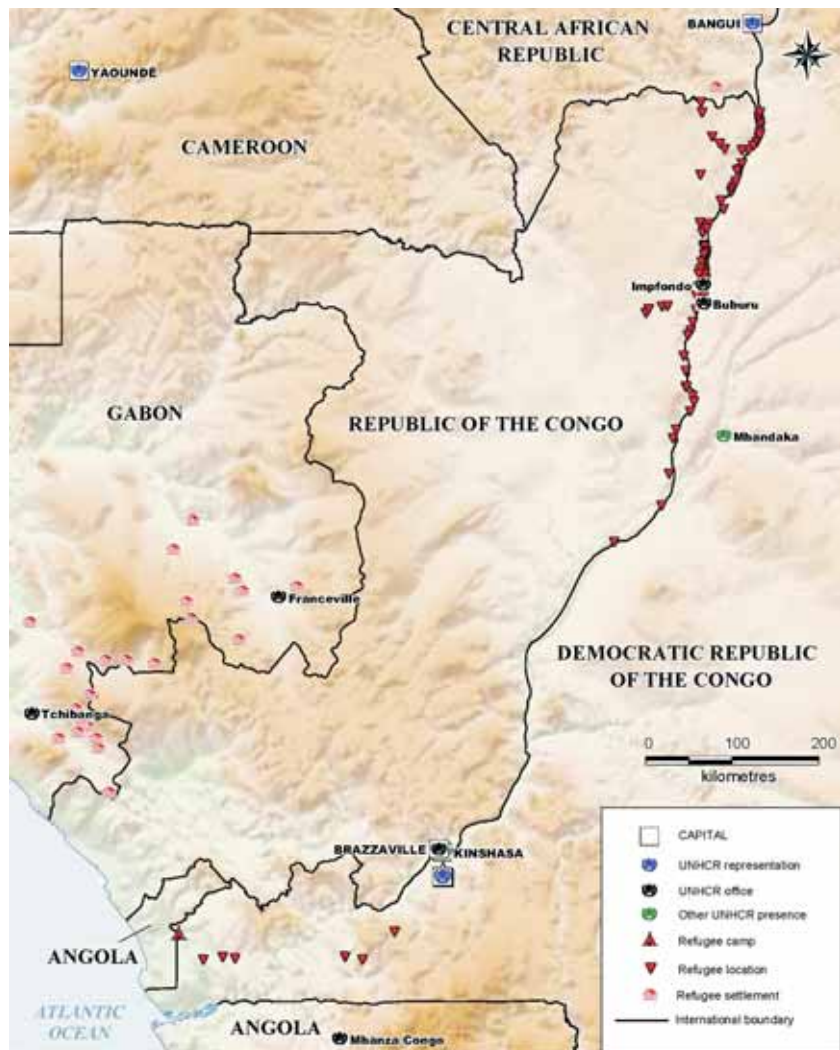 BANGUI
CENTRAL AFRICAN
REPUBLIC
YAOUNDÉ
CAMEROON
Impfondo
Buburu
GABON
REPUBLIC OF THE CONGO
Mbandaka
Franceville
DEMOCRATIC REPUBLIC
OF THE CONGO
Tchibanga
0 100 200
kilometres
BRAZZAVILLE
KINSHASA
ANGOLA
ATLANTIC
OCEAN
ANGOLA
Mbanza Congo
CAPITAL
UNHCR representation
UNHCR office
Other UNHCR presence
Refugee camp
Refugee location
Refugee settlement
International boundary